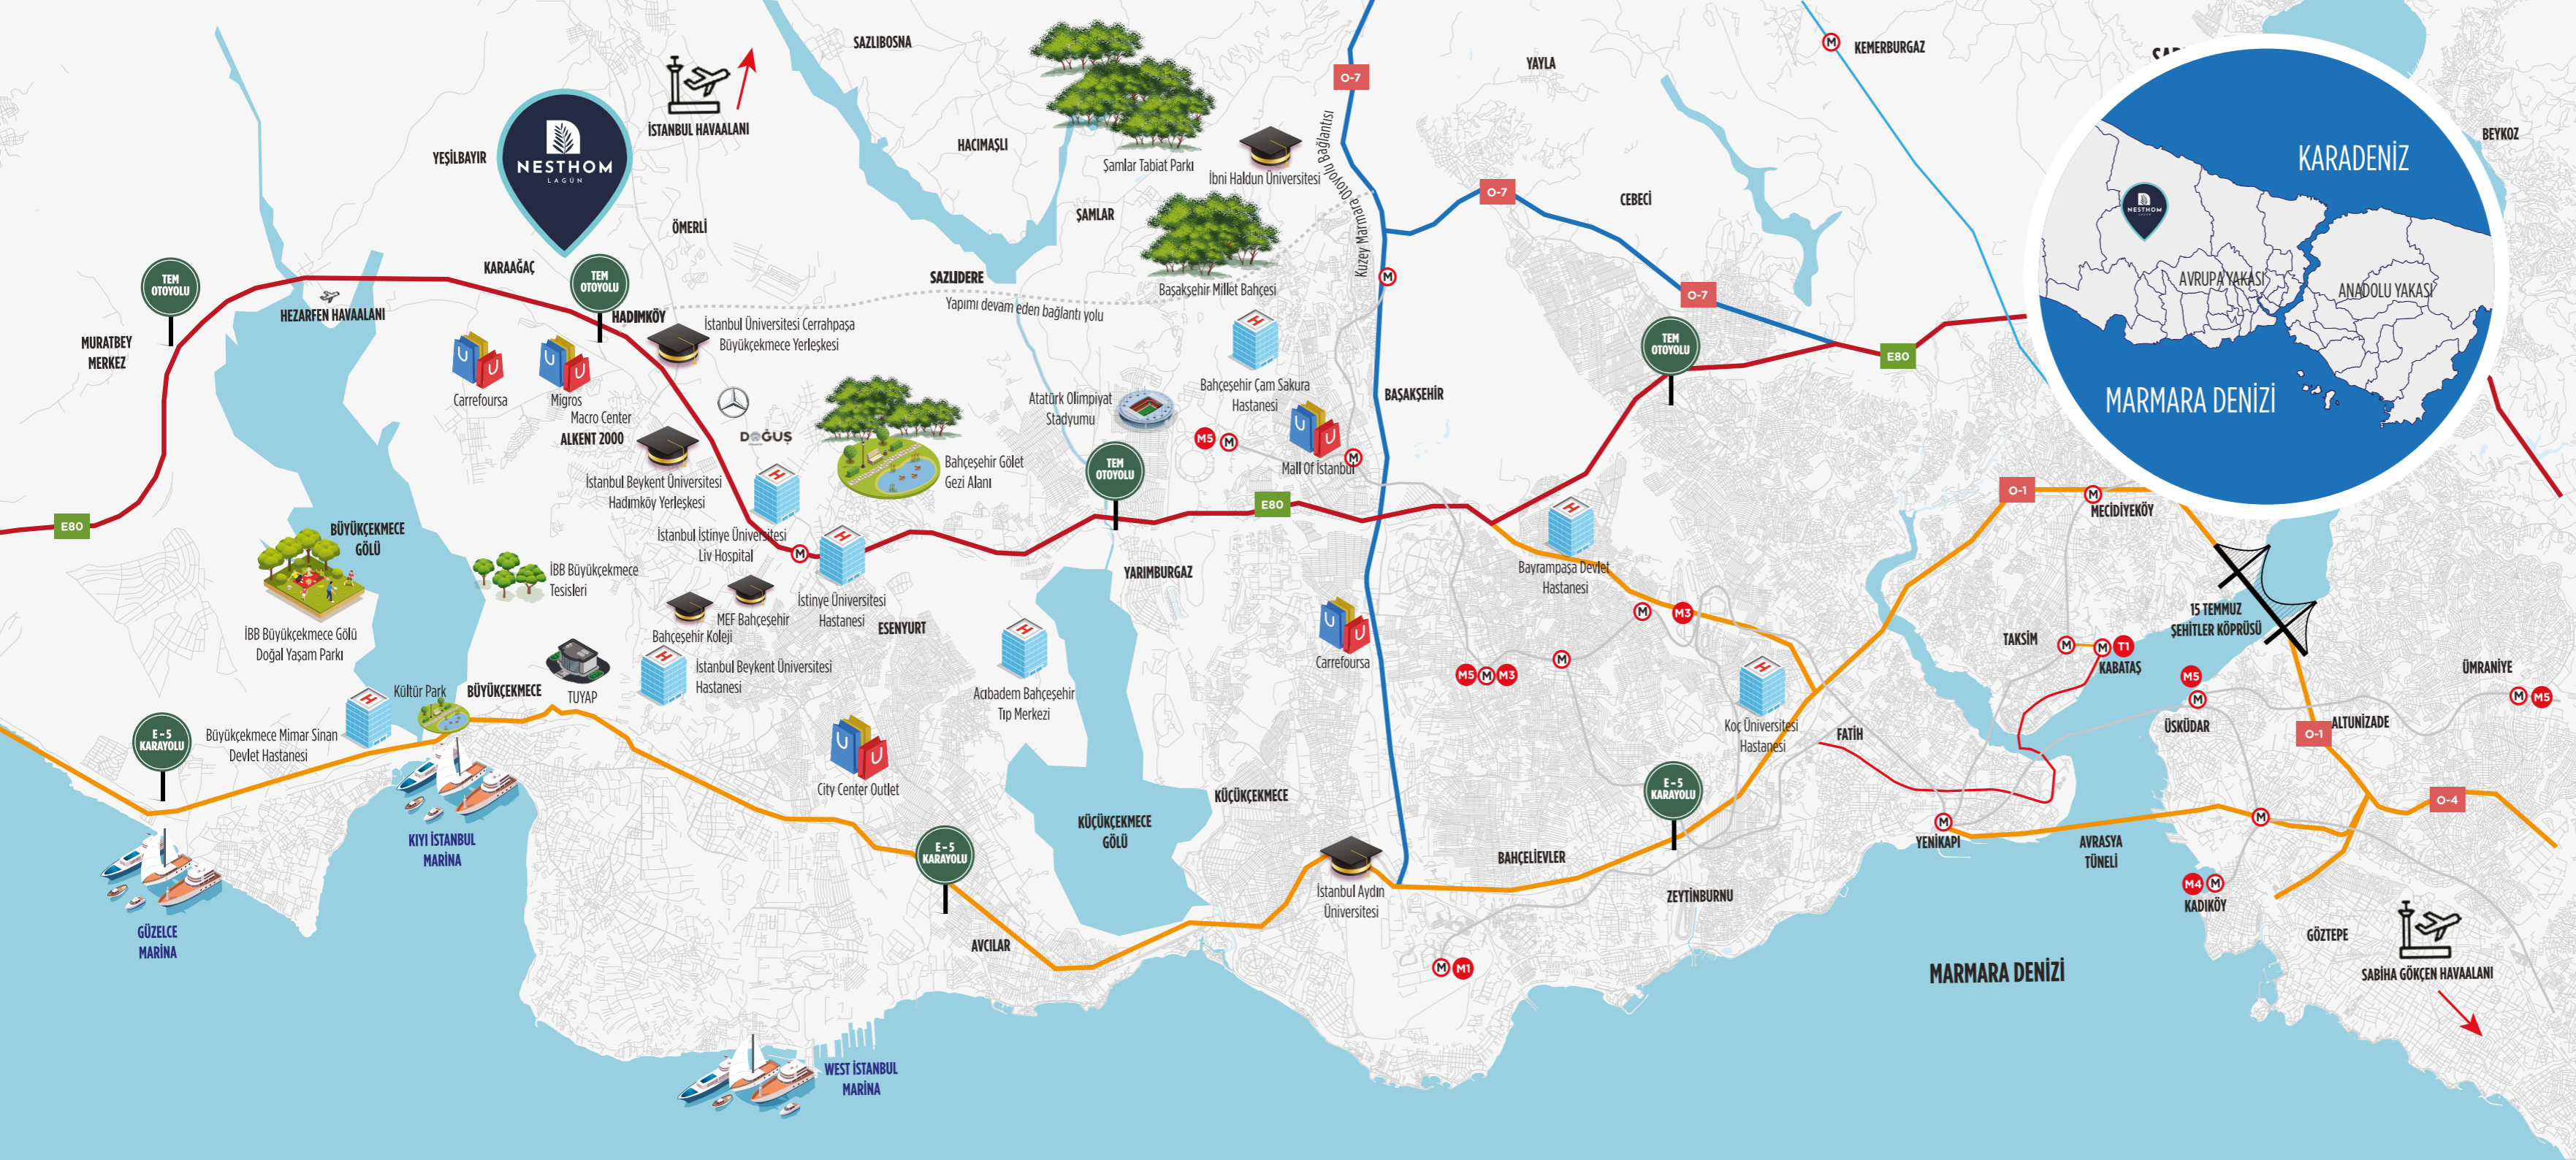 SAZLIBOSNA
O-7
YAYLA
M
KEMERBURGAZ
KARADENİZ
BEYKOZ
İSTANBUL HAVAALANI
YEŞİLBAYIR
NESTHOM
LAGÜN
HACIMAŞLI
Şamlar Tabiat Parkı
İbni Haldun Üniversitesi
Kuzey Marmara Otoyolu Bağlantısı
O-7
CEBECİ
ŞAMLAR
ÖMERLİ
NESTHOM
KARAAĞAÇ
TEM
OTOYOLU
TEM
OTOYOLU
SAZLIDERE
Başakşehir Millet Bahçesi
M
O-7
AVRUPA YAKASI
ANADOLU YAKASI
HEZARFEN HAVAALANI
HADIMKÖY
Yapımı devam eden bağlantı yolu
İstanbul Üniversitesi Cerrahpaşa
Büyükçekmece Yerleşkesi
MURATBEY
MERKEZ
TEM
OTOYOLU
E80
Carrefoursa
Migros
Macro Center
ALKENT 2000
DOĞUŞ
Atatürk Olimpiyat
Stadyumu
Bahçeşehir Çam Sakura
Hastanesi
BAŞAKŞEHİR
MARMARA DENİZİ
M5
M
Mall Of İstanbul
M
TEM
OTOYOLU
Bahçeşehir Gölet
Gezi Alanı
İstanbul Beykent Üniversitesi
Hadımköy Yerleşkesi
E80
E80
O-1
M
MECİDİYEKÖY
BÜYÜKÇEKMECE
GÖLÜ
İstanbul İstinye Üniversitesi
Liv Hospital
M
YARIMBURGAZ
Bayrampaşa Devlet
Hastanesi
İBB Büyükçekmece
Tesisleri
İstinye Üniversitesi
Hastanesi
MEF Bahçeşehir
Bahçeşehir Koleji
ESENYURT
M
M3
15 TEMMUZ
ŞEHİTLER KÖPRÜSÜ
İBB Büyükçekmece Gölü
Doğal Yaşam Parkı
TAKSİM
M
M
T1
KABATAŞ
Carrefoursa
M5
M
M3
M
İstanbul Beykent Üniversitesi
Hastanesi
TUYAP
Kültür Park
BÜYÜKÇEKMECE
Acıbadem Bahçeşehir
Tıp Merkezi
M5
M
ÜSKÜDAR
ÜMRANİYE
M
M5
E-5
KARAYOLU
Büyükçekmece Mimar Sinan
Devlet Hastanesi
Koç Üniversitesi
Hastanesi
FATİH
O-1
ALTUNİZADE
City Center Outlet
KÜÇÜKÇEKMECE
E-5
KARAYOLU
O-4
KÜÇÜKÇEKMECE
GÖLÜ
M
YENİKAPI
M
AVRASYA
TÜNELİ
KIYI İSTANBUL
MARİNA
E-5
KARAYOLU
BAHÇELİEVLER
İstanbul Aydın
Üniversitesi
ZEYTİNBURNU
M4
M
KADIKÖY
GÜZELCE
MARİNA
AVCILAR
M
M1
GÖZTEPE
MARMARA DENİZİ
SABİHA GÖKÇEN HAVAALANI
WEST İSTANBUL
MARİNA